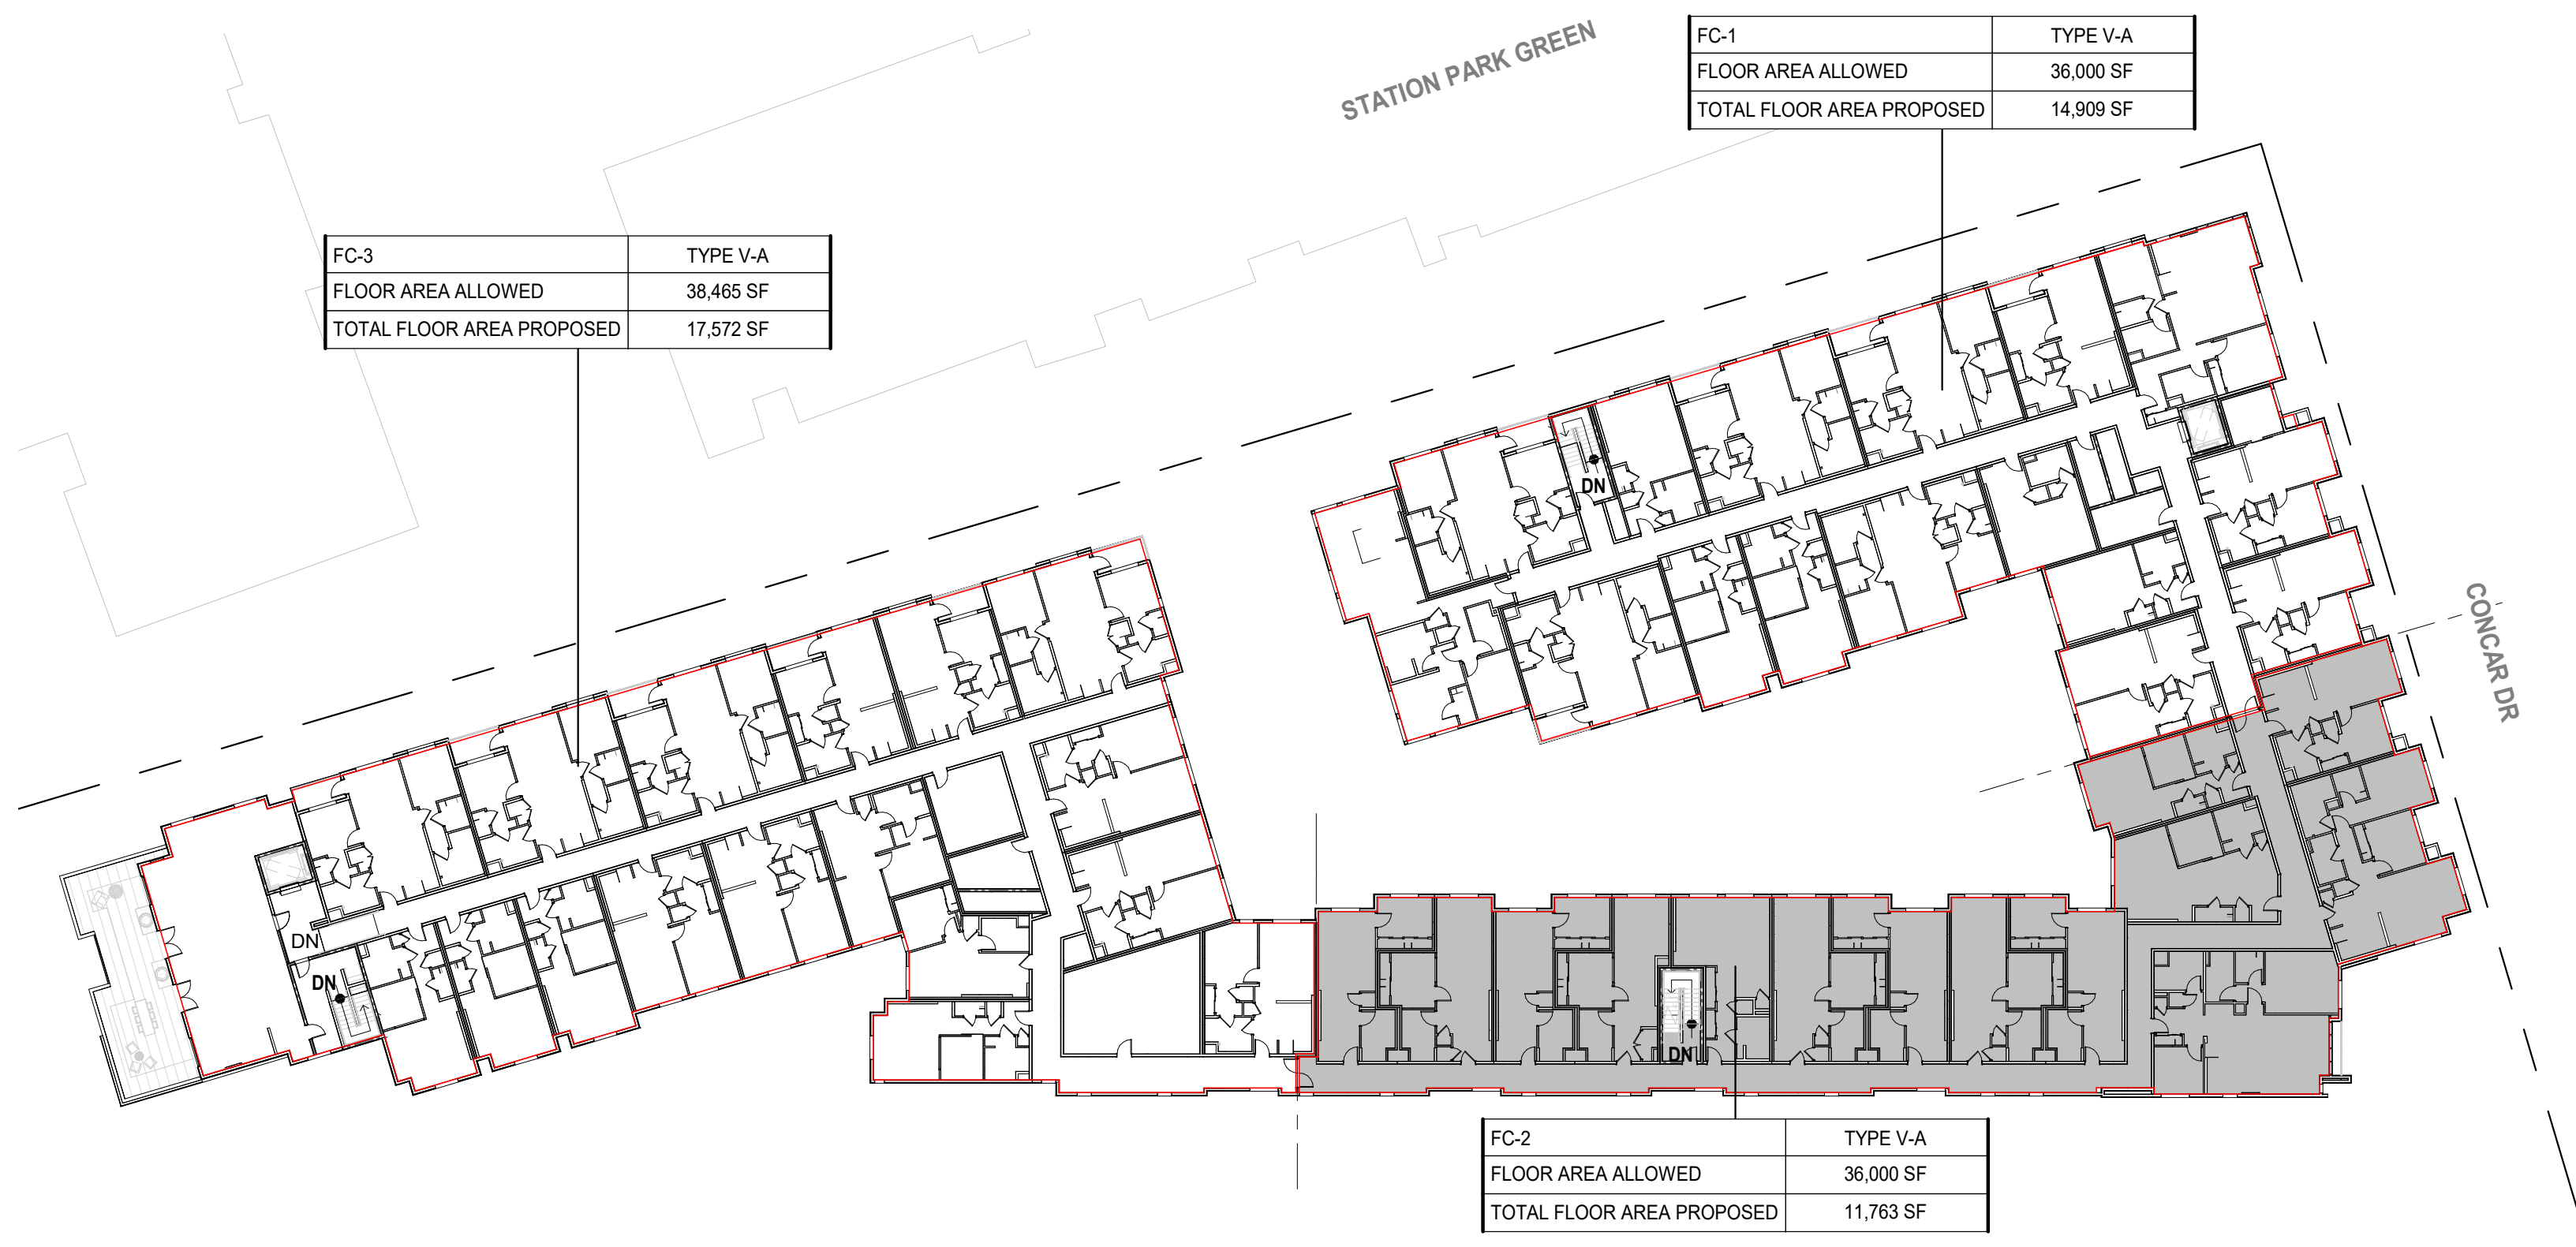 STATION PARK GREEN
FC-1 TYPE V-A
FLOOR AREA ALLOWED 36,000 SF
TOTAL FLOOR AREA PROPOSED 14,909 SF
FC-3 TYPE V-A
FLOOR AREA ALLOWED 38,465 SF
TOTAL FLOOR AREA PROPOSED 17,572 SF
DN
CONCAR DR
DN
DN
DN
FC-2 TYPE V-A
FLOOR AREA ALLOWED 36,000 SF
TOTAL FLOOR AREA PROPOSED 11,763 SF